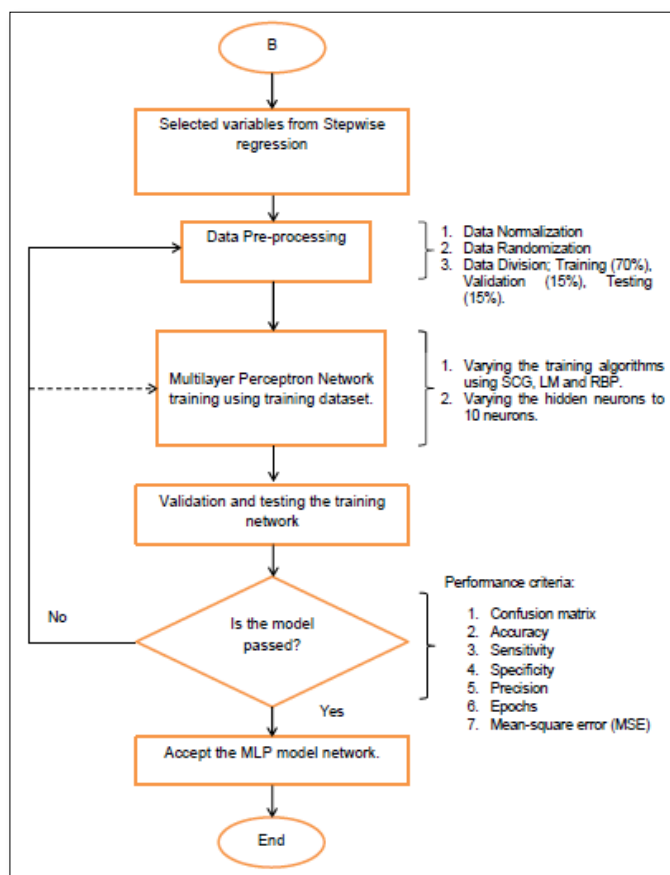 B
Selected variables from Stepwise
regression
Data Pre-processing
1. Data Normalization
2. Data Randomization
3. Data Division; Training (70%),
Validation (15%), Testing
(15%).
Multilayer Perceptron Network
training using training dataset.
1. Varying the training algorithms
using SCG, LM and RBP.
2. Varying the hidden neurons to
10 neurons.
Validation and testing the training
network
Is the model
passed?
No
Yes
Performance criteria:
1. Confusion matrix
2. Accuracy
3. Sensitivity
4. Specificity
5. Precision
6. Epochs
7. Mean-square error (MSE)
Accept the MLP model network.
End